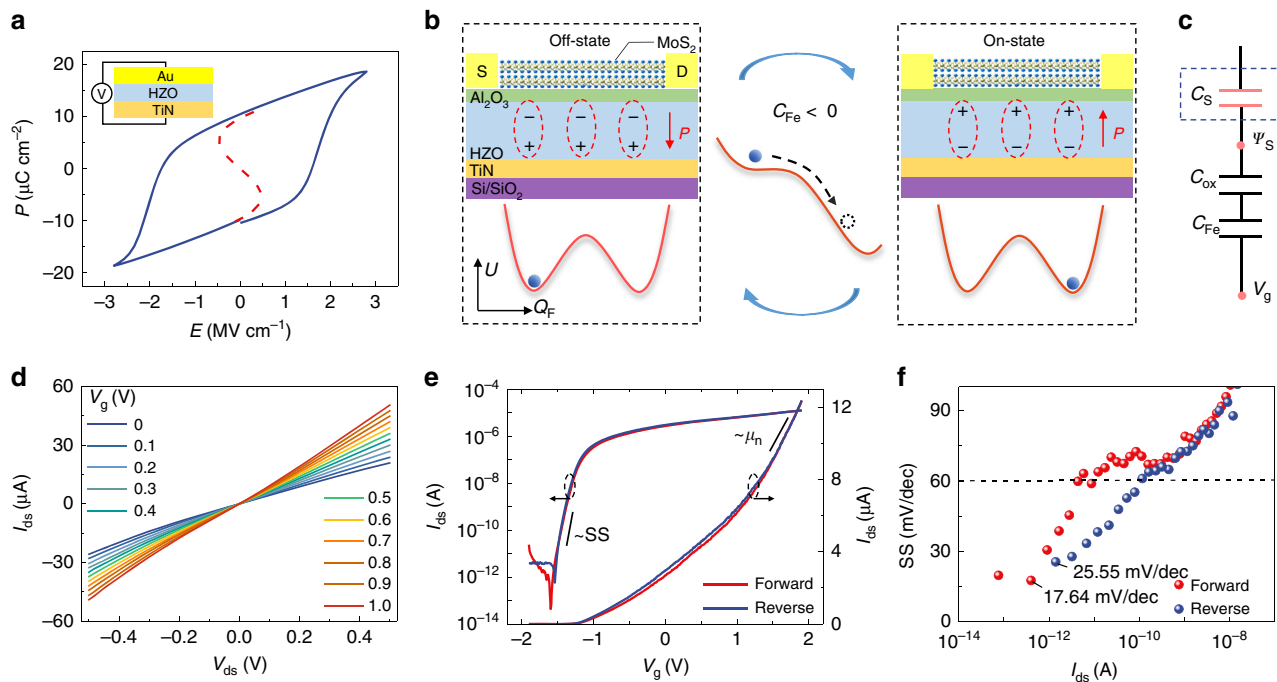 a
20
10
0
−10
−20
P (μC cm⁻²)
−3 −2 −1 0 1 2 3
E (MV cm⁻¹)
V
Au
HZO
TiN
b
Off-state
MoS₂
S
D
Al₂O₃
− − −
+ + +
P
HZO
TiN
Si/SiO₂
U
Q_F
C_Fe < 0
On-state
+ + +
− − −
P
c
C_S
Ψ_S
C_ox
C_Fe
V_g
d
60
30
0
−30
−60
I_ds (μA)
V_g (V)
0
0.1
0.2
0.3
0.4
0.5
0.6
0.7
0.8
0.9
1.0
−0.4 −0.2 0.0 0.2 0.4
V_ds (V)
e
10⁻⁴
10⁻⁶
10⁻⁸
10⁻¹⁰
10⁻¹²
10⁻¹⁴
I_ds (A)
~SS
~μ_n
Forward
Reverse
12
8
4
0
I_ds (μA)
−2 −1 0 1 2
V_g (V)
f
90
60
30
0
SS (mV/dec)
25.55 mV/dec
17.64 mV/dec
Forward
Reverse
10⁻¹⁴ 10⁻¹² 10⁻¹⁰ 10⁻⁸
I_ds (A)